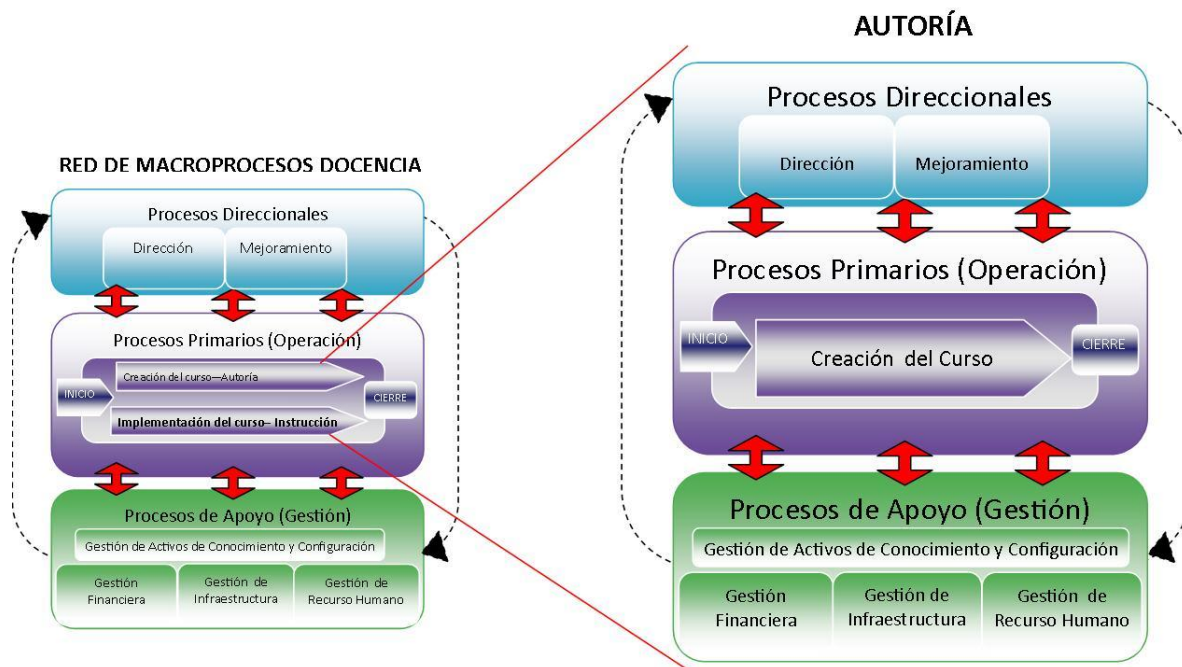 RED DE MACROPROCESOS DOCENCIA
Procesos Direccionales
Dirección
Mejoramiento
Procesos Primarios (Operación)
Creación del curso—Autoría
INICIO
CIERRE
Implementación del curso– Instrucción
Procesos de Apoyo (Gestión)
Gestión de Activos de Conocimiento y Configuración
Gestión
Financiera
Gestión de
Infraestructura
Gestión de
Recurso Humano
AUTORÍA
Procesos Direccionales
Dirección
Mejoramiento
Procesos Primarios (Operación)
INICIO
CIERRE
Creación del Curso
Procesos de Apoyo (Gestión)
Gestión de Activos de Conocimiento y Configuración
Gestión
Financiera
Gestión de
Infraestructura
Gestión de
Recurso Humano